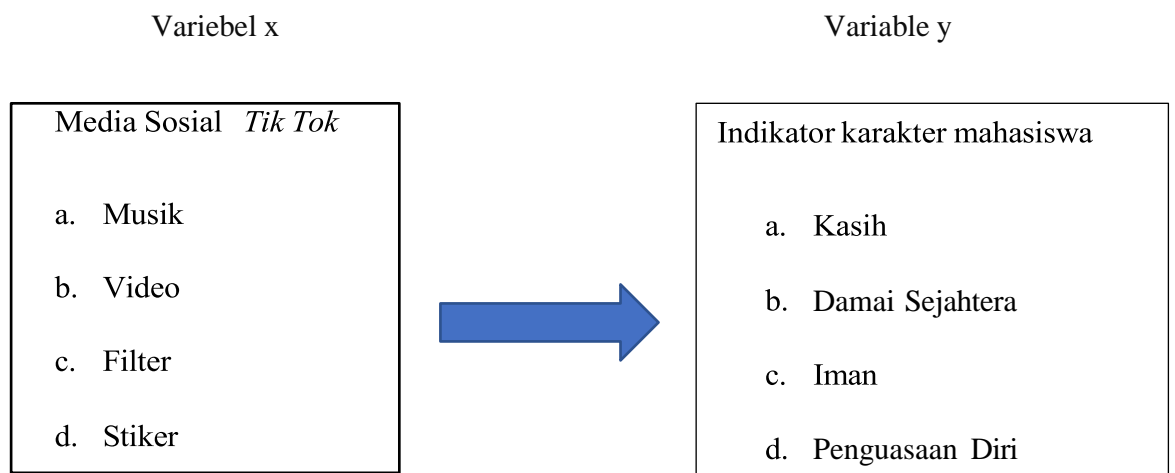 Variebel x
Variable y
Media Sosial Tik Tok
a. Musik
b. Video
c. Filter
d. Stiker
Indikator karakter mahasiswa
a. Kasih
b. Damai Sejahtera
c. Iman
d. Penguasaan Diri